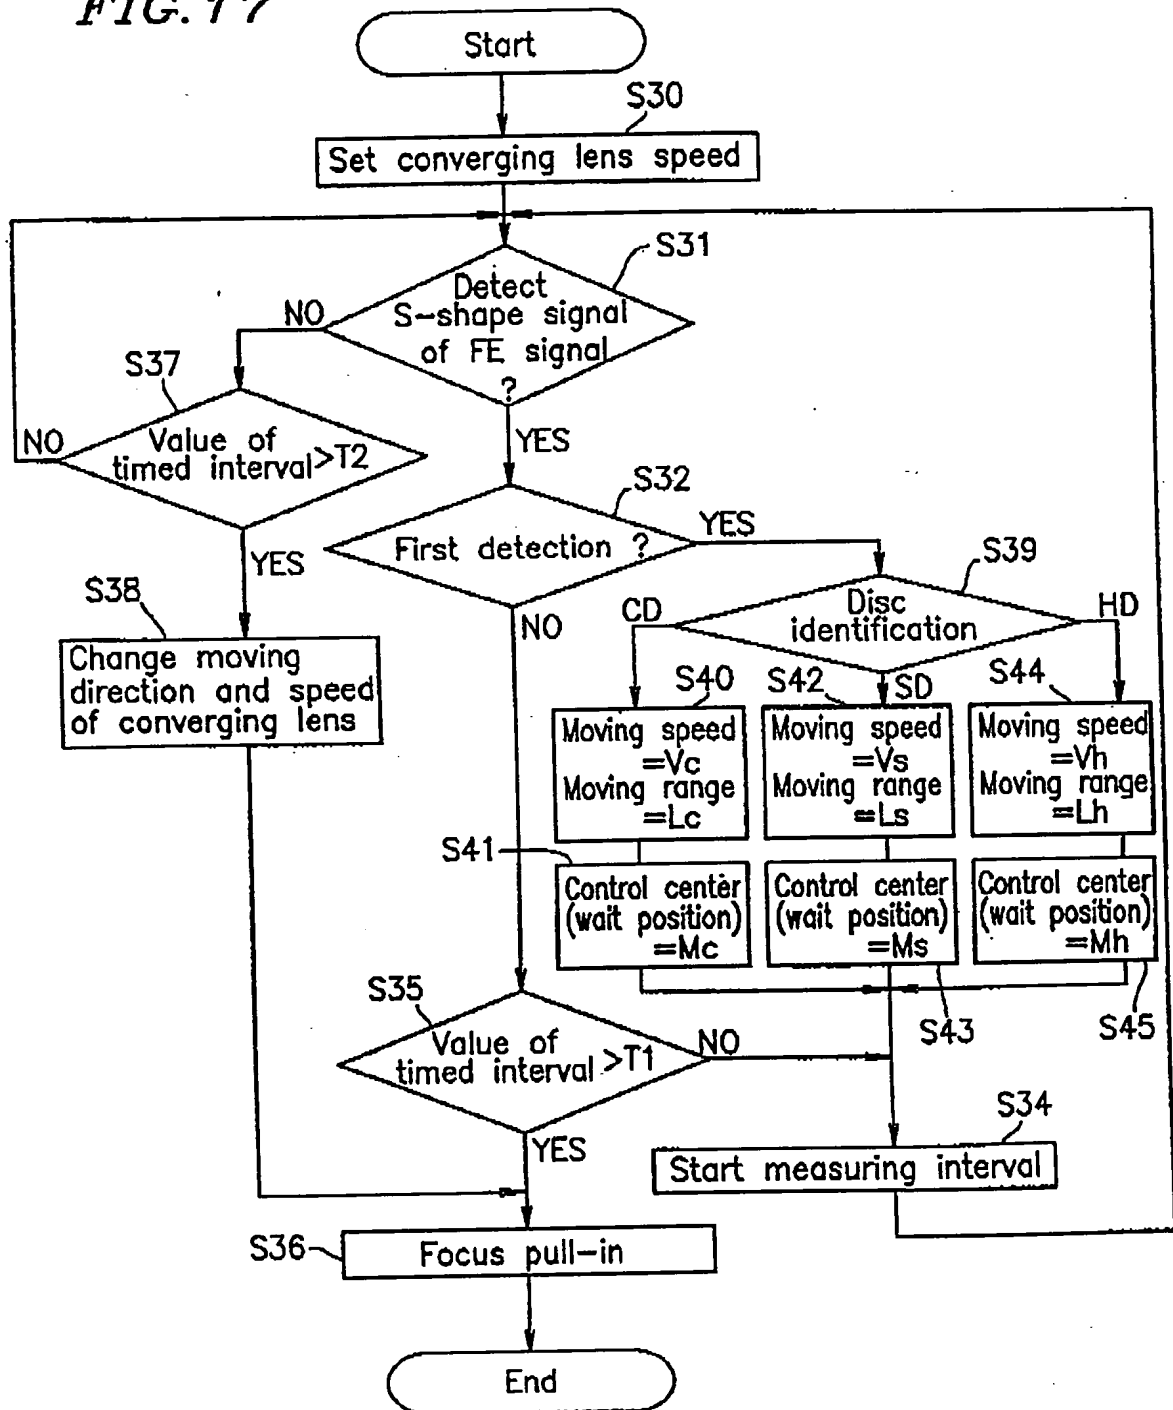 FIG. 17
Start
S30
Set converging lens speed
S31
Detect
S-shape signal
of FE signal
?
NO
YES
S37
Value of
timed interval >T2
NO
YES
S32
First detection ?
YES
NO
S38
Change moving
direction and speed
of converging lens
S39
Disc
identification
CD
SD
HD
S40
Moving speed
=Vc
Moving range
=Lc
S42
Moving speed
=Vs
Moving range
=Ls
S44
Moving speed
=Vh
Moving range
=Lh
S41
Control center
(wait position)
=Mc
Control center
(wait position)
=Ms
S43
Control center
(wait position)
=Mh
S45
S35
Value of
timed interval >T1
NO
YES
S34
Start measuring interval
S36
Focus pull-in
End